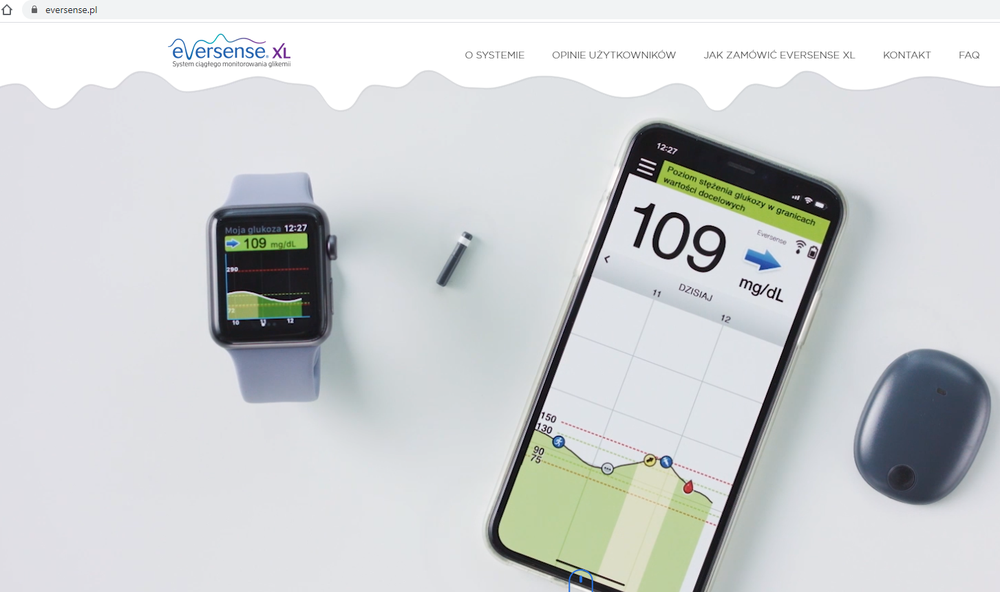 eversense.pl
eversense® XL
System ciągłego monitorowania glikemii
O SYSTEMIE
OPINIE UŻYTKOWNIKÓW
JAK ZAMÓWIĆ EVERSENSE XL
KONTAKT
FAQ
Moja glukoza 12:27
109 mg/dL
290
72
10 11 12
12:27
Poziom stężenia glukozy w granicach
wartości docelowych
Eversense
109
mg/dL
DZISIAJ
11
12
150
130
90
75